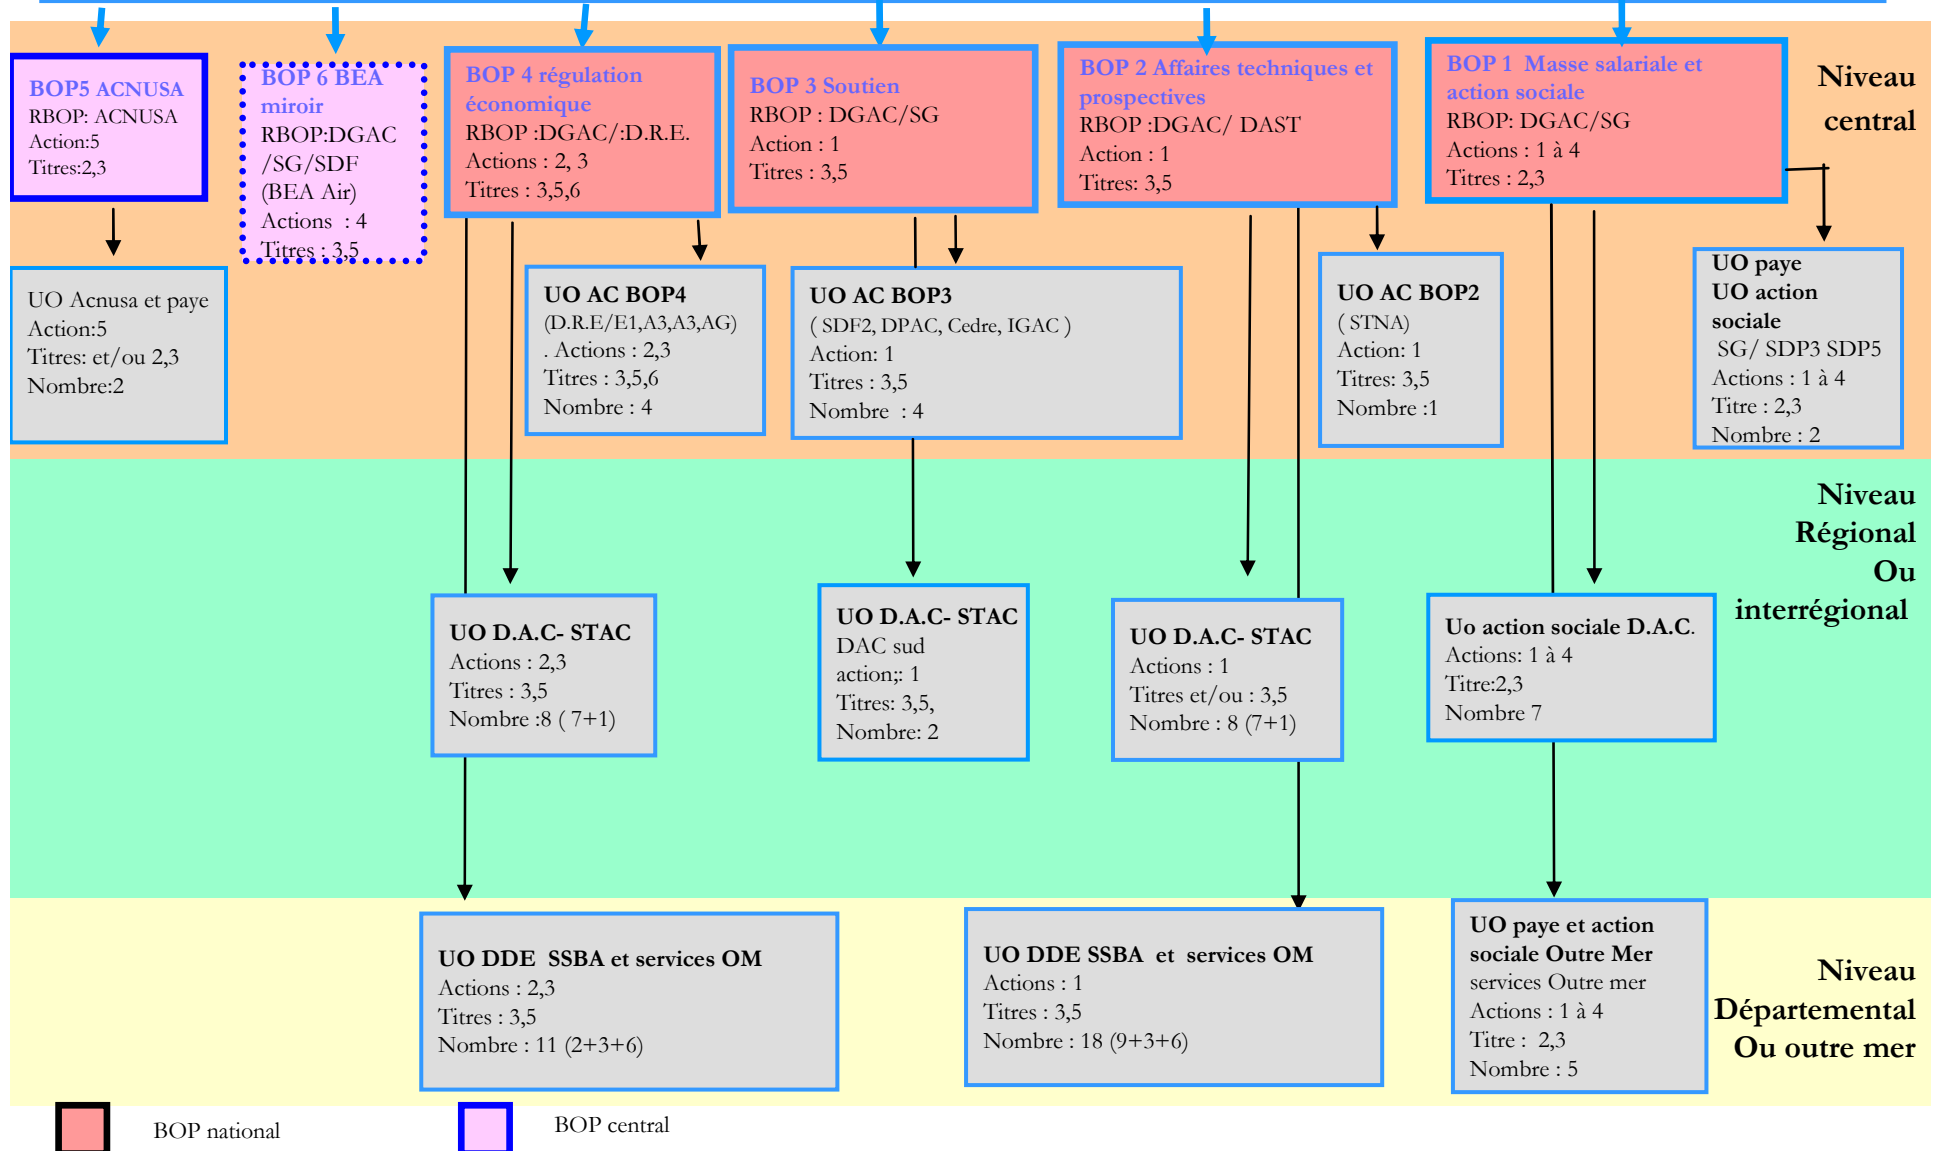 BOP5 ACNUSA
RBOP: ACNUSA
Action:5
Titres:2,3
BOP 6 BEA
miroir
RBOP:DGAC
/SG/SDF
(BEA Air)
Actions : 4
Titres : 3,5
BOP 4 régulation
économique
RBOP :DGAC/:D.R.E.
Actions : 2, 3
Titres : 3,5,6
BOP 3 Soutien
RBOP : DGAC/SG
Action : 1
Titres : 3,5
BOP 2 Affaires techniques et
prospectives
RBOP :DGAC/ DAST
Action : 1
Titres: 3,5
BOP 1 Masse salariale et
action sociale
RBOP: DGAC/SG
Actions : 1 à 4
Titres : 2,3
Niveau
central
UO Acnusa et paye
Action:5
Titres: et/ou 2,3
Nombre:2
UO AC BOP4
(D.R.E/E1,A3,A3,AG)
. Actions : 2,3
Titres : 3,5,6
Nombre : 4
UO AC BOP3
( SDF2, DPAC, Cedre, IGAC )
Action: 1
Titres : 3,5
Nombre : 4
UO AC BOP2
( STNA)
Action: 1
Titres: 3,5
Nombre :1
UO paye
UO action
sociale
SG/ SDP3 SDP5
Actions : 1 à 4
Titre : 2,3
Nombre : 2
Niveau
Régional
Ou
interrégional
UO D.A.C- STAC
Actions : 2,3
Titres : 3,5
Nombre :8 ( 7+1)
UO D.A.C- STAC
DAC sud
action;: 1
Titres: 3,5,
Nombre: 2
UO D.A.C- STAC
Actions : 1
Titres et/ou : 3,5
Nombre : 8 (7+1)
Uo action sociale D.A.C.
Actions: 1 à 4
Titre:2,3
Nombre 7
UO DDE SSBA et services OM
Actions : 2,3
Titres : 3,5
Nombre : 11 (2+3+6)
UO DDE SSBA et services OM
Actions : 1
Titres : 3,5
Nombre : 18 (9+3+6)
UO paye et action
sociale Outre Mer
services Outre mer
Actions : 1 à 4
Titre : 2,3
Nombre : 5
Niveau
Départemental
Ou outre mer
BOP national
BOP central